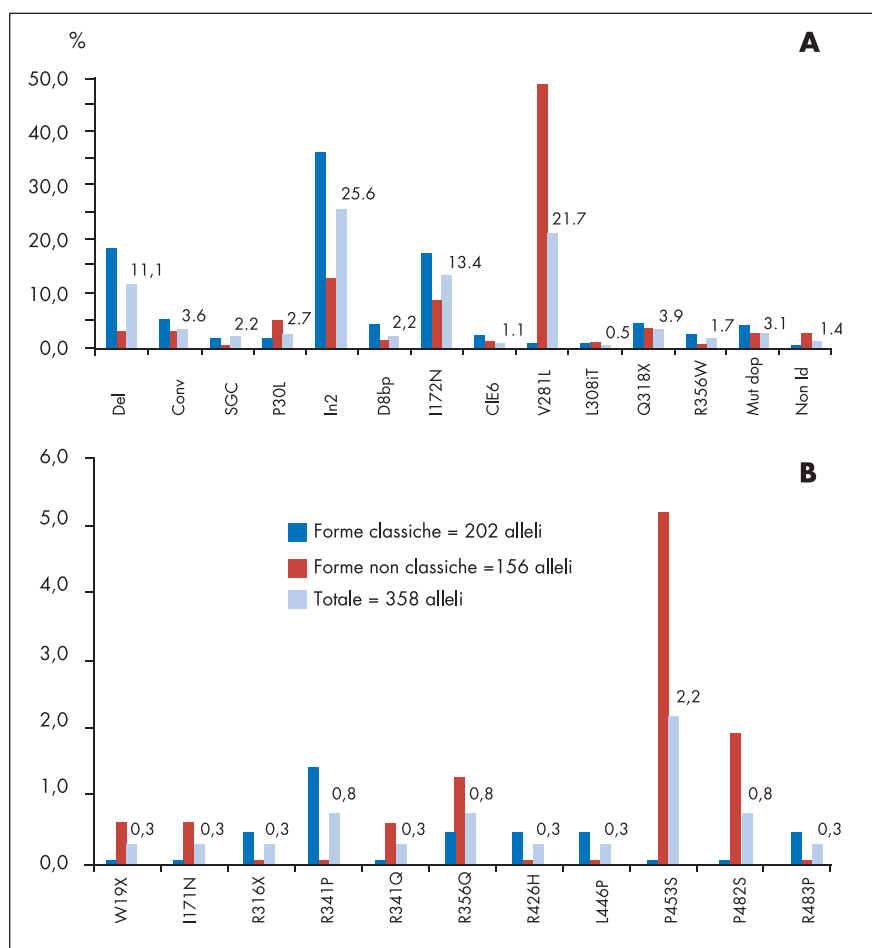 %
A
50,0
40,0
30,0
20,0
10,0
0,0
11,1
3.6
2.2
2.7
25.6
2,2
13.4
1.1
21.7
0.5
3.9
1.7
3.1
1.4
Del
Conv
SGC
P30L
In2
D8bp
I172N
ClE6
V281L
L308iT
Q318X
R356W
Mut dop
Non Id
B
6,0
5,0
4,0
3,0
2,0
1,0
0,0
Forme classiche = 202 alleli
Forme non classiche =156 alleli
Totale = 358 alleli
0,3
0,3
0,3
0,8
0,3
0,8
0,3
0,3
2,2
0,8
0,3
W19X
I171N
R316X
R341P
R341Q
R356Q
R426H
L446P
P453S
P482S
R483P